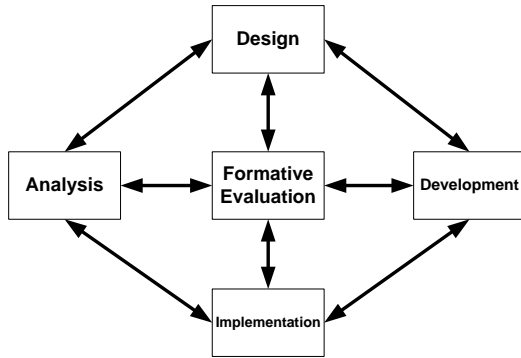 Design
Analysis
Formative
Evaluation
Development
Implementation